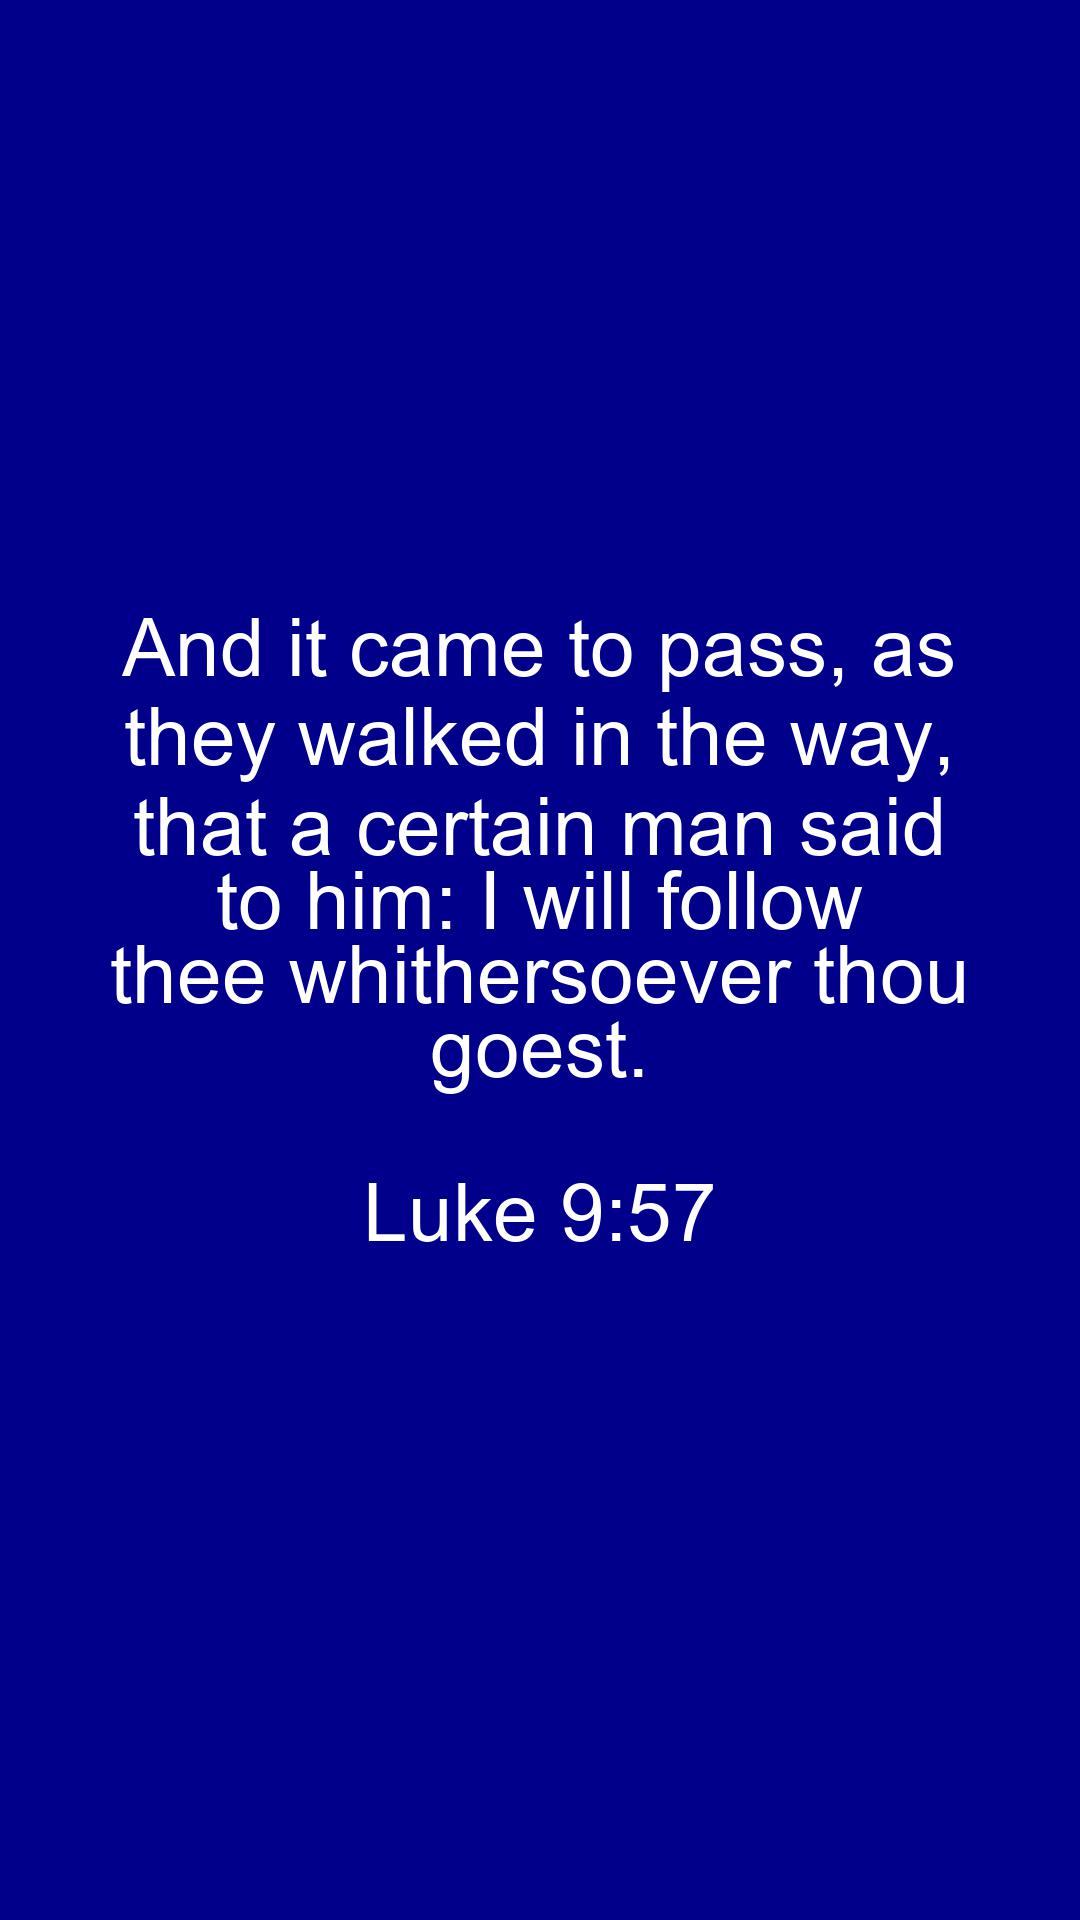 And it came to pass, as
they walked in the way,
that a certain man said
to him: I will follow
thee whithersoever thou
goest.
Luke 9:57